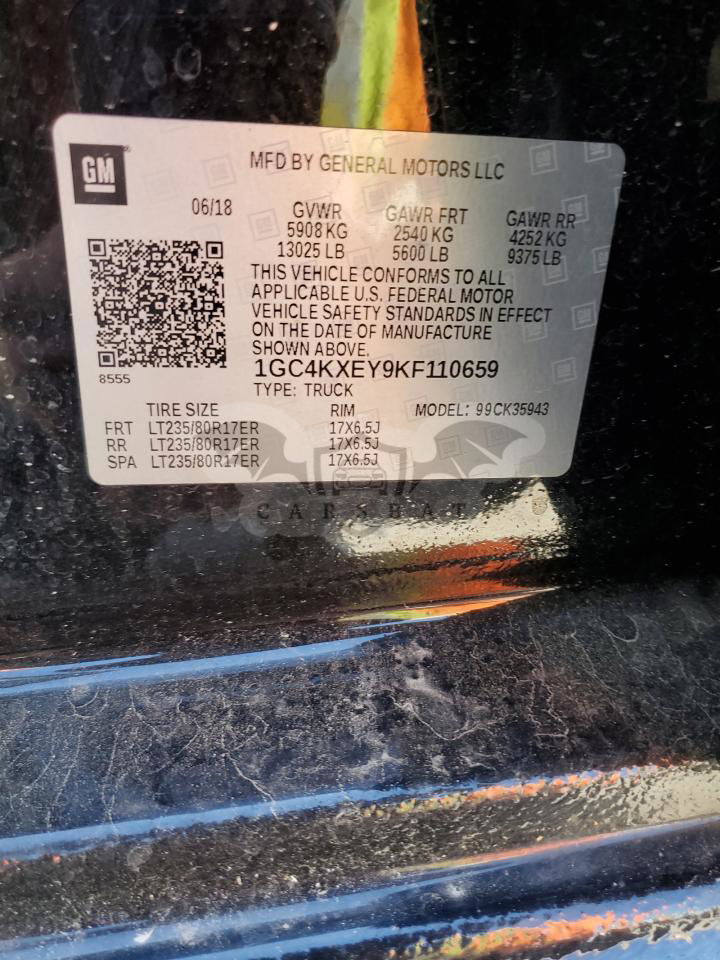 GM
MFD BY GENERAL MOTORS LLC
06/18 GVWR GAWR FRT GAWR RR
5908 KG 2540 KG 4252 KG
13025 LB 5600 LB 9375 LB
THIS VEHICLE CONFORMS TO ALL
APPLICABLE U.S. FEDERAL MOTOR
VEHICLE SAFETY STANDARDS IN EFFECT
ON THE DATE OF MANUFACTURE
SHOWN ABOVE.
8555
1GC4KXEY9KF110659
TYPE: TRUCK
TIRE SIZE RIM MODEL: 99CK35943
FRT LT235/80R17ER 17X6.5J
RR LT235/80R17ER 17X6.5J
SPA LT235/80R17ER 17X6.5J
CARSBAT